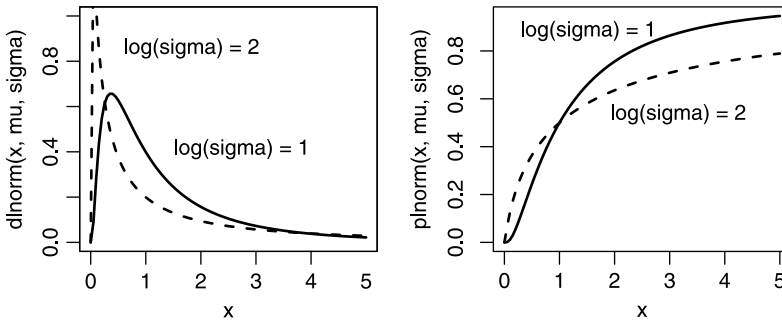 log(sigma) = 2
log(sigma) = 1
dlnorm(x, mu, sigma)
0.0 0.4 0.8
0 1 2 3 4 5
x
log(sigma) = 1
log(sigma) = 2
plnorm(x, mu, sigma)
0.0 0.2 0.4 0.6 0.8
0 1 2 3 4 5
x